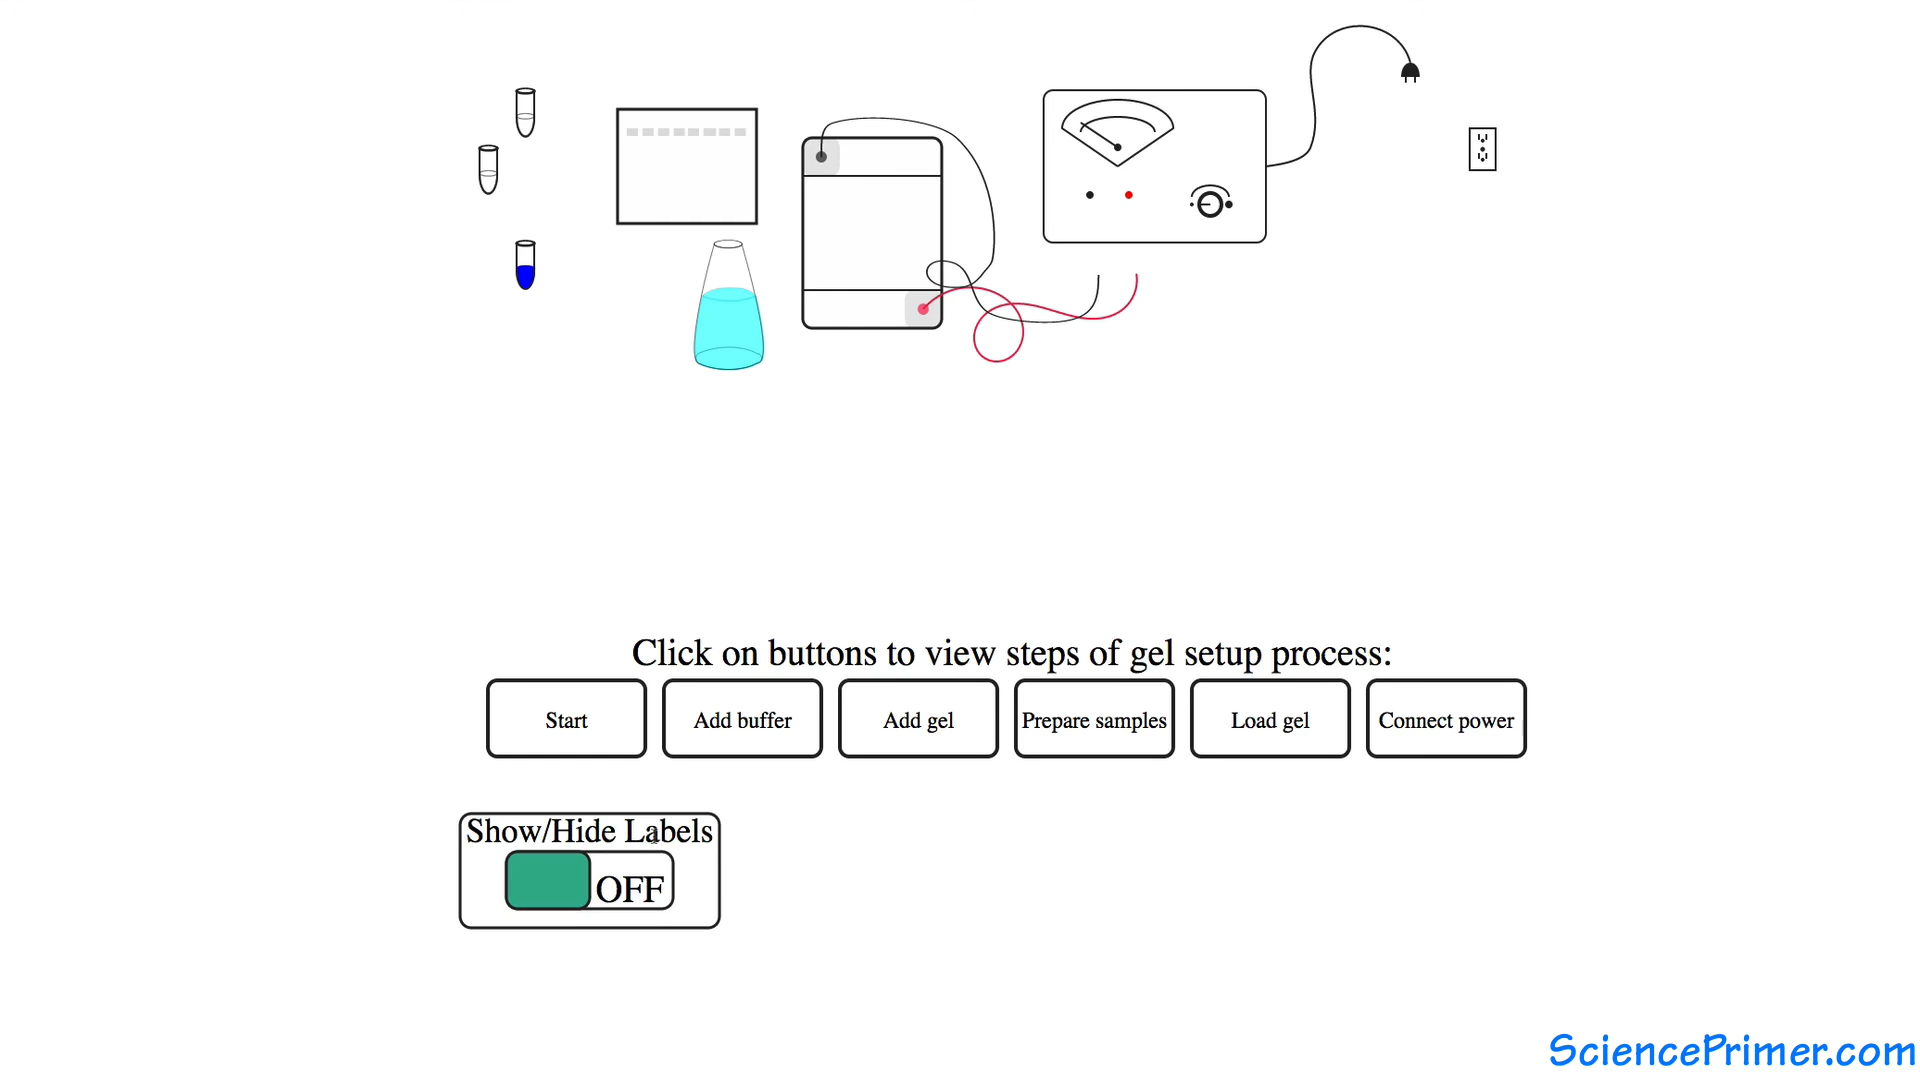 Click on buttons to view steps of gel setup process:
Start
Add buffer
Add gel
Prepare samples
Load gel
Connect power
Show/Hide Labels
OFF
SciencePrimer.com